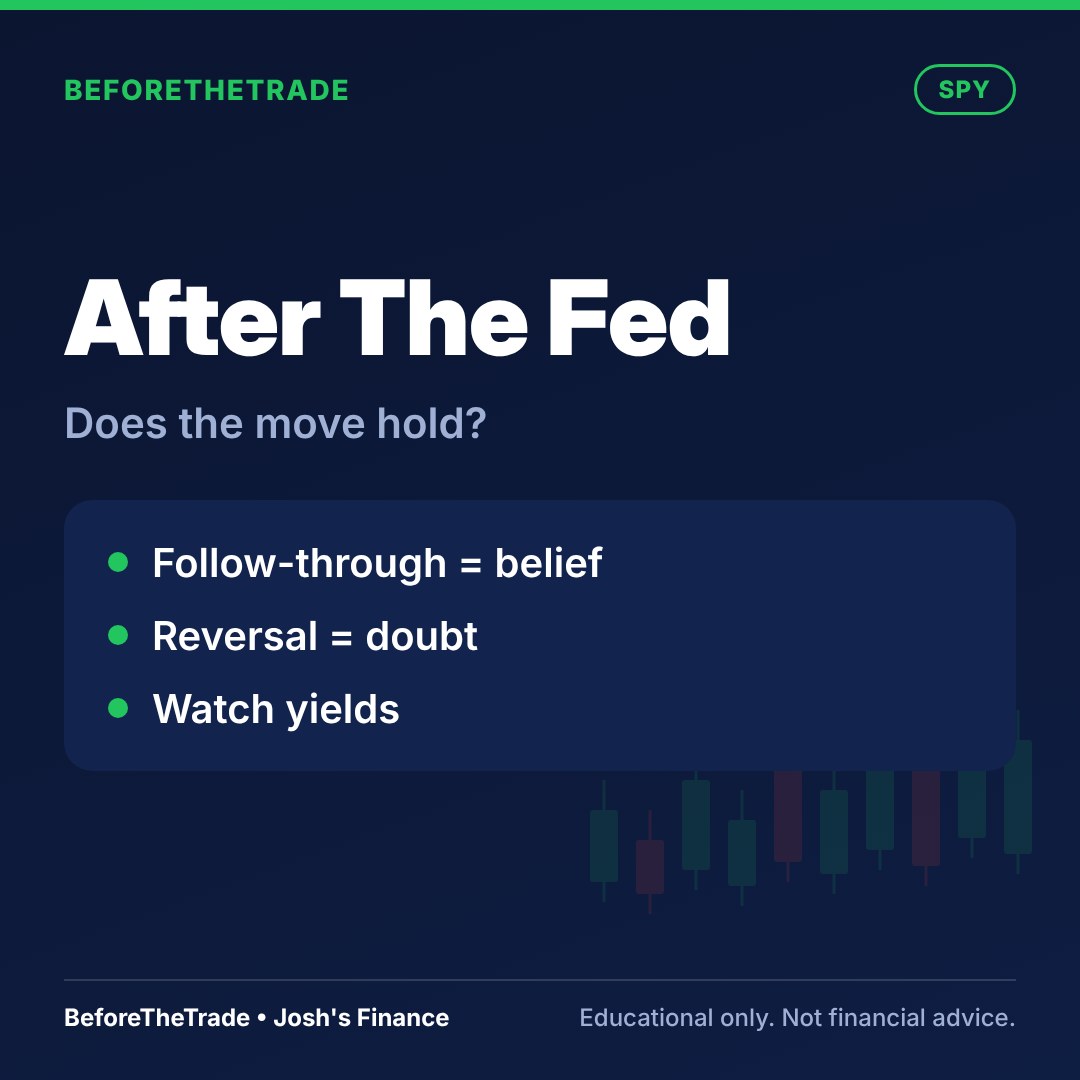 BEFORETHETRADE
SPY
After The Fed
Does the move hold?
Follow-through = belief
Reversal = doubt
Watch yields
BeforeTheTrade • Josh's Finance
Educational only. Not financial advice.